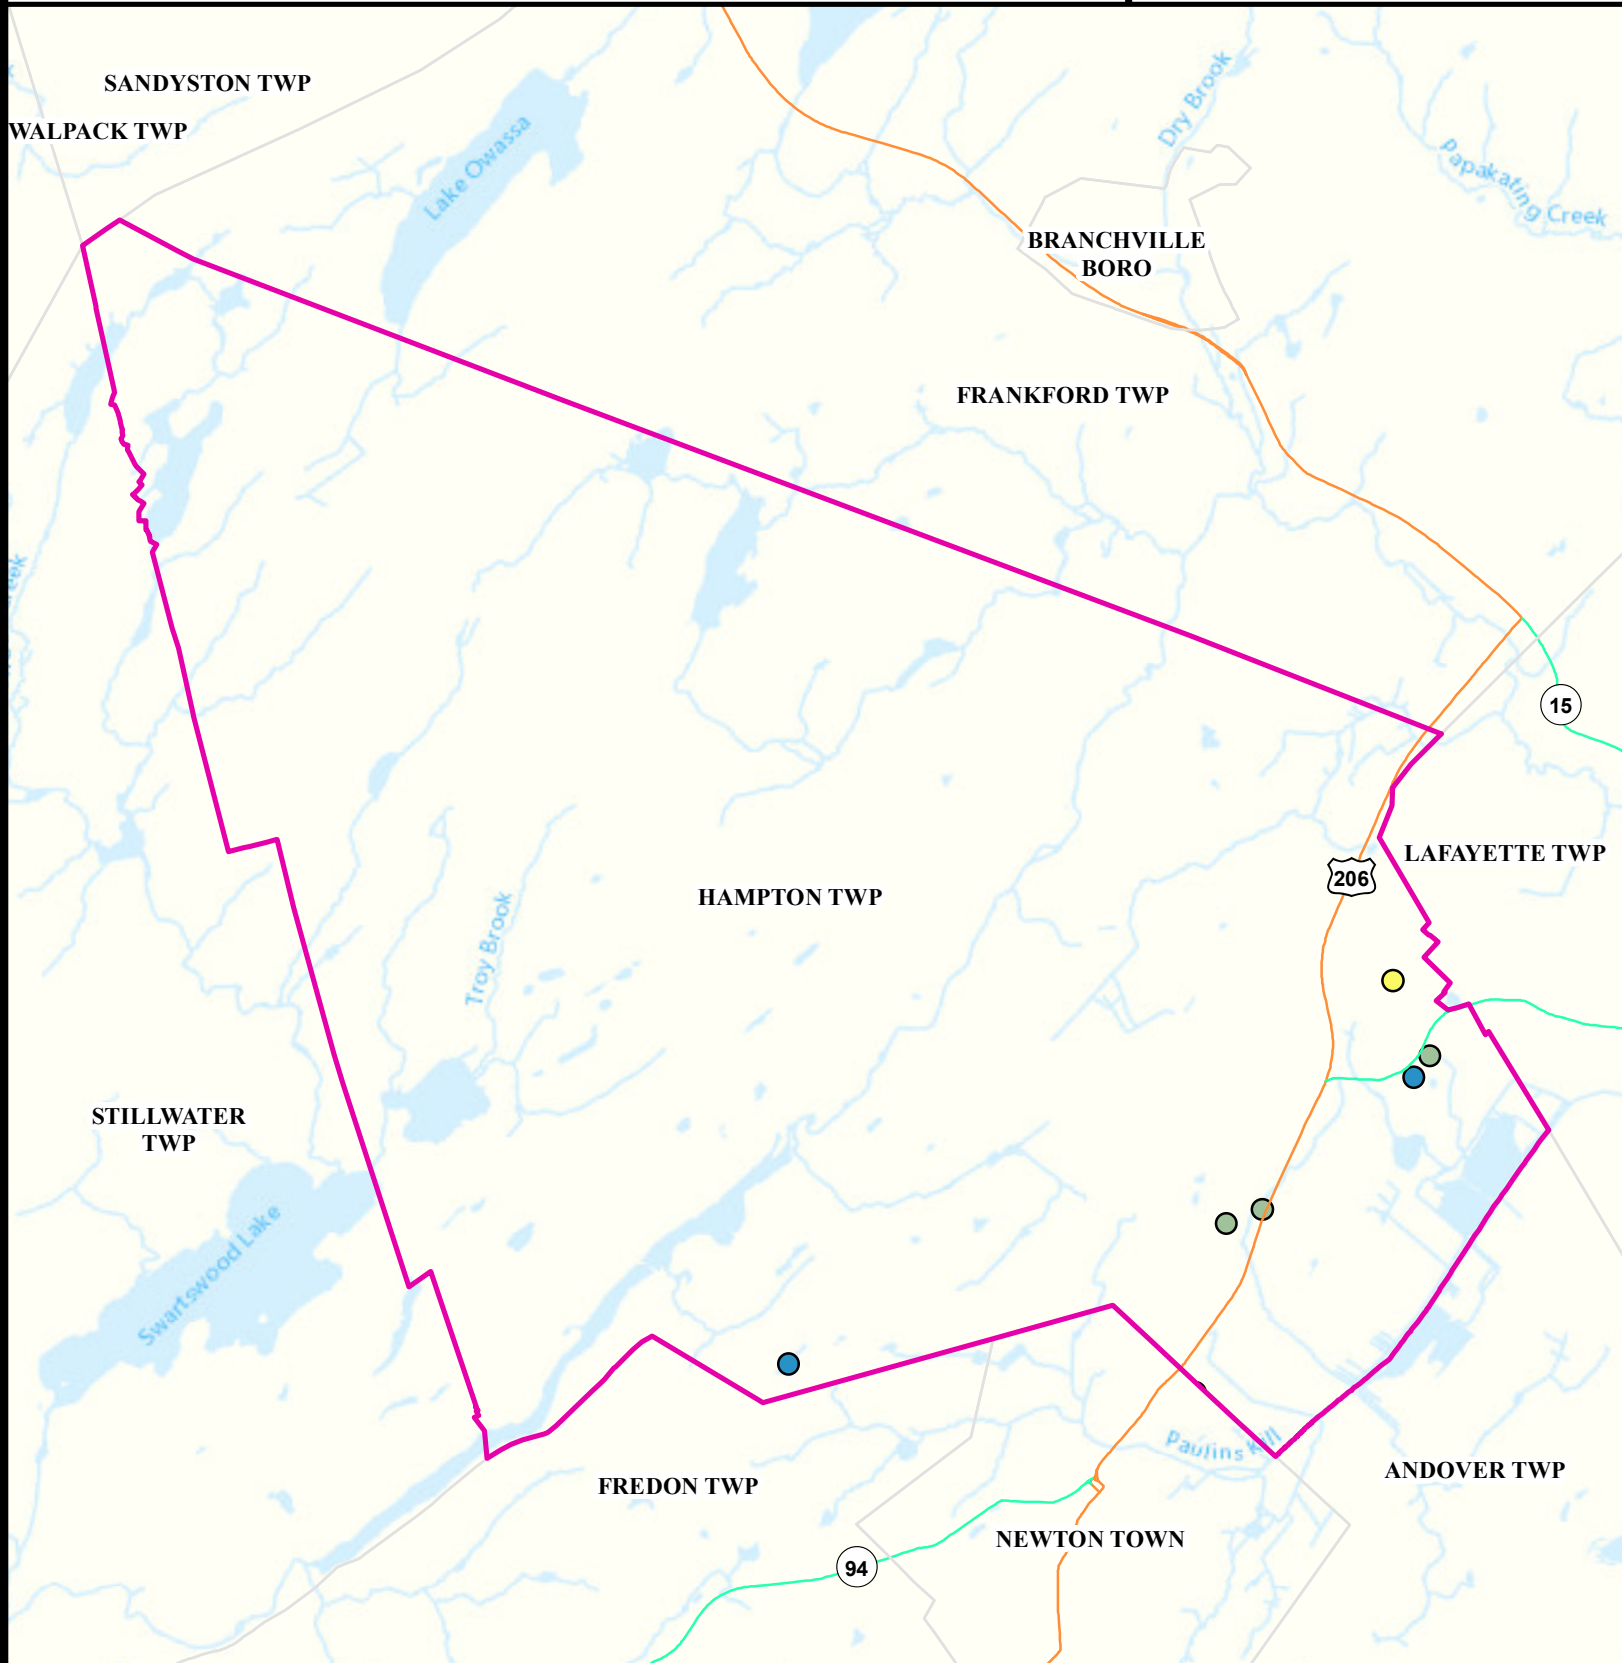 SANDYSTON TWP
WALPACK TWP
Lake Owassa
Dry Brook
Papakating Creek
BRANCHVILLE
BORO
FRANKFORD TWP
15
LAFAYETTE TWP
206
HAMPTON TWP
Troy Brook
STILLWATER
TWP
Swartswood Lake
Paulins Kill
FREDON TWP
ANDOVER TWP
NEWTON TOWN
94